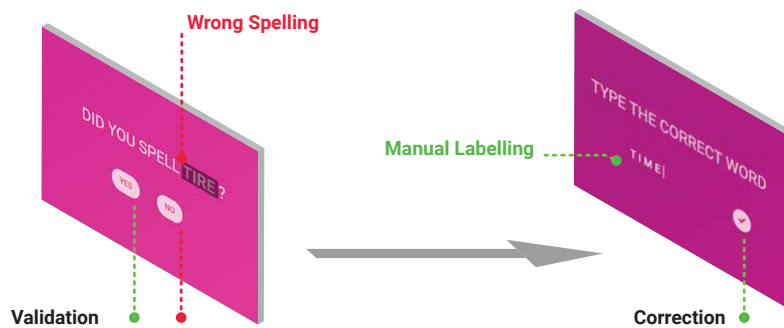 Wrong Spelling
DID YOU SPELL TIRE?
YES
NO
Validation
TYPE THE CORRECT WORD
Manual Labelling
TIME
Correction